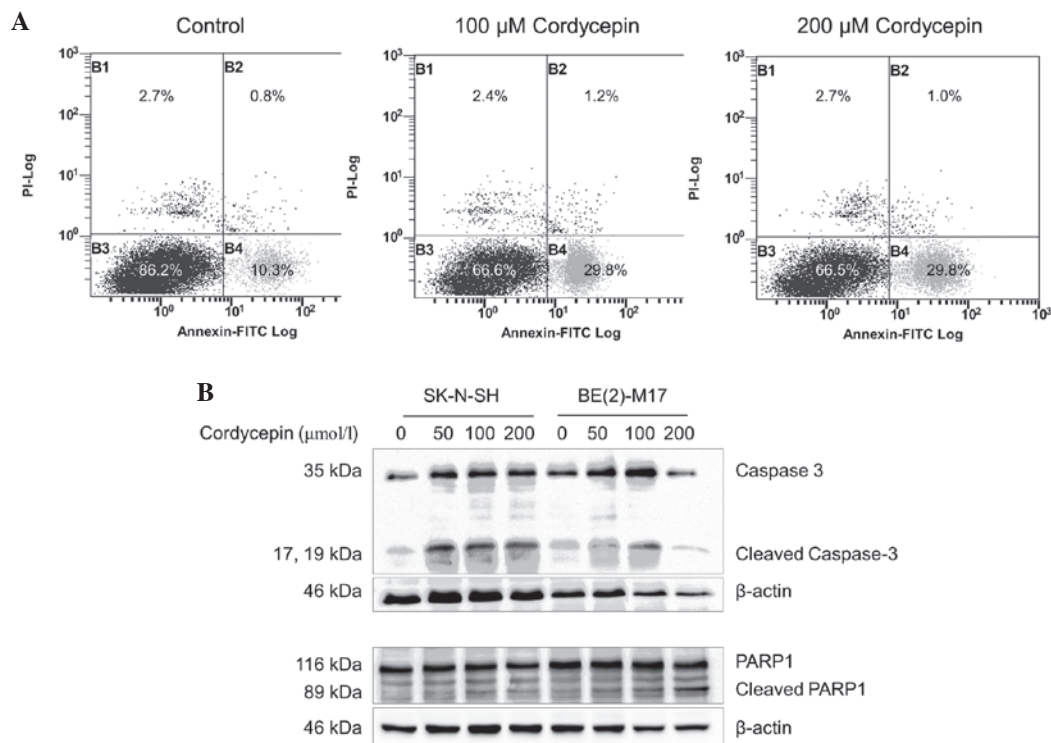 A
Control
100 µM Cordycepin
200 µM Cordycepin
10³
10²
10¹
10⁰
PI-Log
B1
2.7%
B2
0.8%
B3
86.2%
B4
10.3%
10⁰ 10¹ 10²
Annexin-FITC Log
10³
10²
10¹
10⁰
PI-Log
B1
2.4%
B2
1.2%
B3
66.6%
B4
29.8%
10⁰ 10¹ 10²
Annexin-FITC Log
10³
10²
10¹
10⁰
PI-Log
B1
2.7%
B2
1.0%
B3
66.5%
B4
29.8%
10⁰ 10¹ 10² 10³
Annexin-FITC Log
B
SK-N-SH BE(2)-M17
Cordycepin (µmol/l) 0 50 100 200 0 50 100 200
35 kDa Caspase 3
17, 19 kDa Cleaved Caspase-3
46 kDa β-actin
116 kDa PARP1
89 kDa Cleaved PARP1
46 kDa β-actin